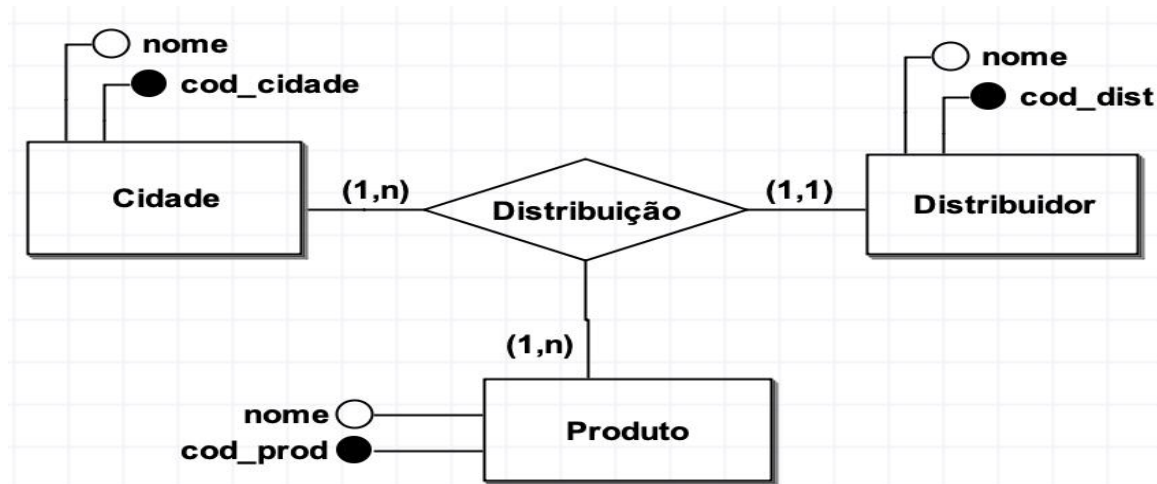 nome
cod_cidade
Cidade
(1,n)
Distribuição
(1,1)
nome
cod_dist
Distribuidor
(1,n)
nome
cod_prod
Produto